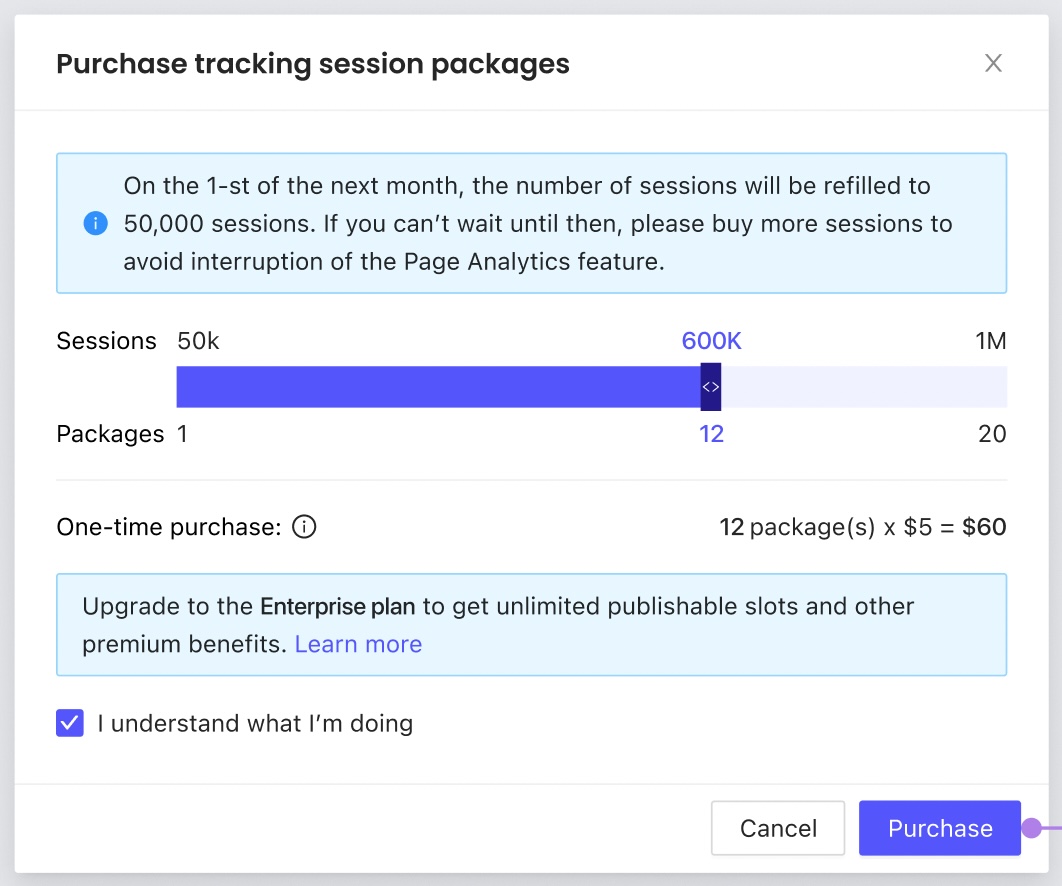 Purchase tracking session packages
On the 1-st of the next month, the number of sessions will be refilled to
50,000 sessions. If you can't wait until then, please buy more sessions to
avoid interruption of the Page Analytics feature.
Sessions 50k 600K 1M
Packages 1 12 20
One-time purchase: 12 package(s) x $5 = $60
Upgrade to the Enterprise plan to get unlimited publishable slots and other
premium benefits. Learn more
I understand what I'm doing
Cancel Purchase